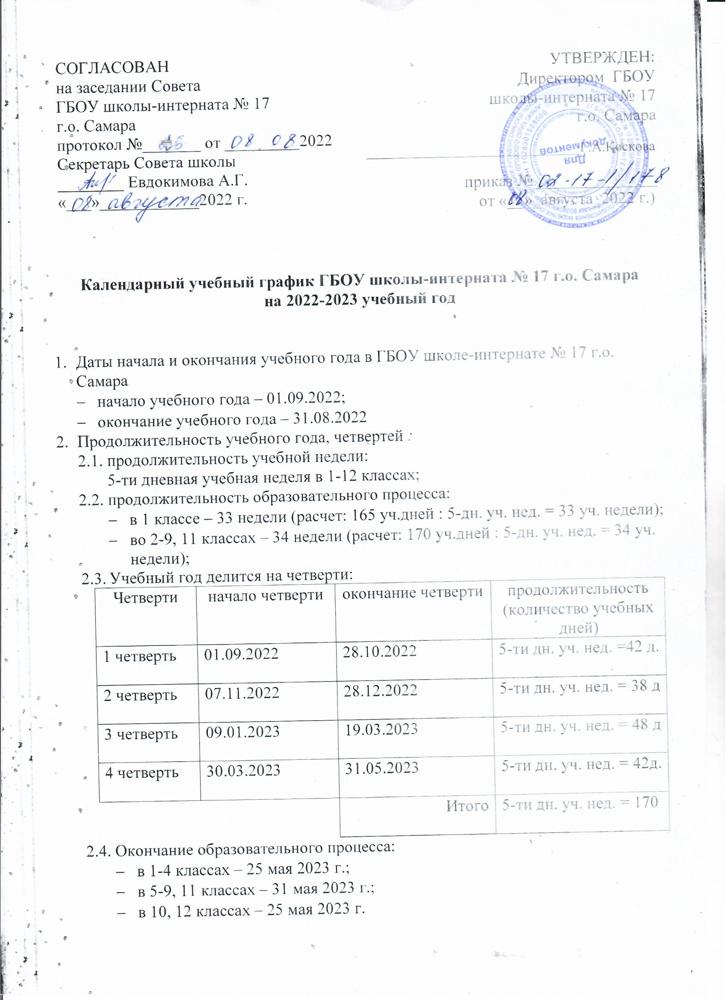 СОГЛАСОВАН
на заседании Совета
ГБОУ школы-интерната № 17
г.о. Самара
протокол №_______ от 08.08 2022
Секретарь Совета школы
________ Евдокимова А.Г.
«08» августа 2022 г.
УТВЕРЖДЕН:
Директором ГБОУ
школы-интерната № 17
г.о. Самара
Г.А.Коскова
приказ № 02-17-1/178
от «08» августа 2022 г.)
Для
документов
Календарный учебный график ГБОУ школы-интерната № 17 г.о. Самара
на 2022-2023 учебный год
1. Даты начала и окончания учебного года в ГБОУ школе-интернате № 17 г.о.
Самара
– начало учебного года – 01.09.2022;
– окончание учебного года – 31.08.2022
2. Продолжительность учебного года, четвертей :
2.1. продолжительность учебной недели:
5-ти дневная учебная неделя в 1-12 классах;
2.2. продолжительность образовательного процесса:
– в 1 классе – 33 недели (расчет: 165 уч.дней : 5-дн. уч. нед. = 33 уч. недели);
– во 2-9, 11 классах – 34 недели (расчет: 170 уч.дней : 5-дн. уч. нед. = 34 уч.
недели);
2.3. Учебный год делится на четверти:
Четверти начало четверти окончание четверти продолжительность
(количество учебных
дней)
1 четверть 01.09.2022 28.10.2022 5-ти дн. уч. нед. =42 д.
2 четверть 07.11.2022 28.12.2022 5-ти дн. уч. нед. = 38 д
3 четверть 09.01.2023 19.03.2023 5-ти дн. уч. нед. = 48 д
4 четверть 30.03.2023 31.05.2023 5-ти дн. уч. нед. = 42д.
Итого 5-ти дн. уч. нед. = 170
2.4. Окончание образовательного процесса:
– в 1-4 классах – 25 мая 2023 г.;
– в 5-9, 11 классах – 31 мая 2023 г.;
– в 10, 12 классах – 25 мая 2023 г.